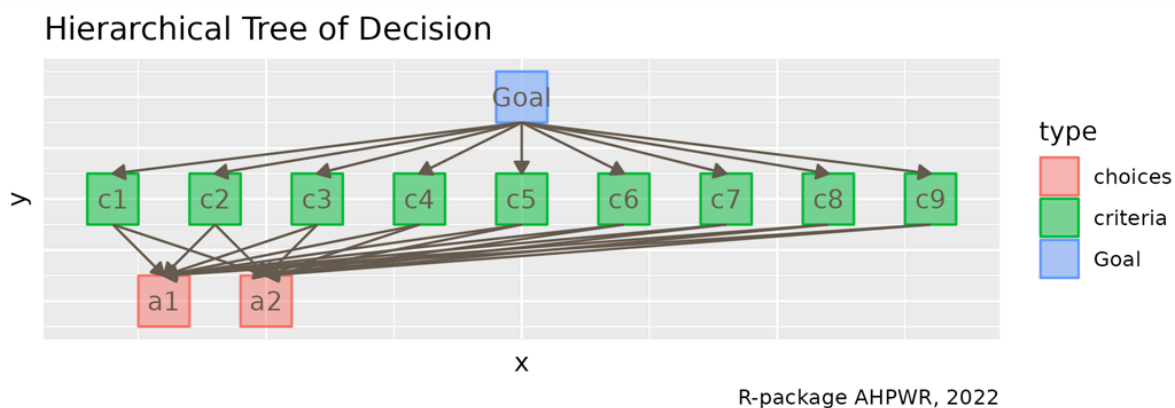 Hierarchical Tree of Decision
Goal
c1 c2 c3 c4 c5 c6 c7 c8 c9
a1 a2
y
x
type
choices
criteria
Goal
R-package AHPWR, 2022